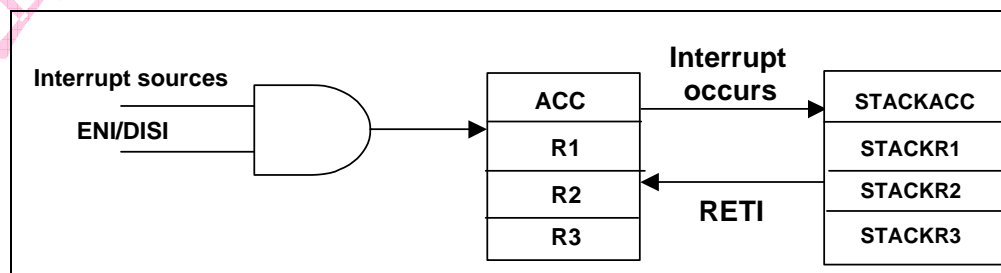 Interrupt sources
ENI/DISI
ACC
R1
R2
R3
Interrupt
occurs
RETI
STACKACC
STACKR1
STACKR2
STACKR3